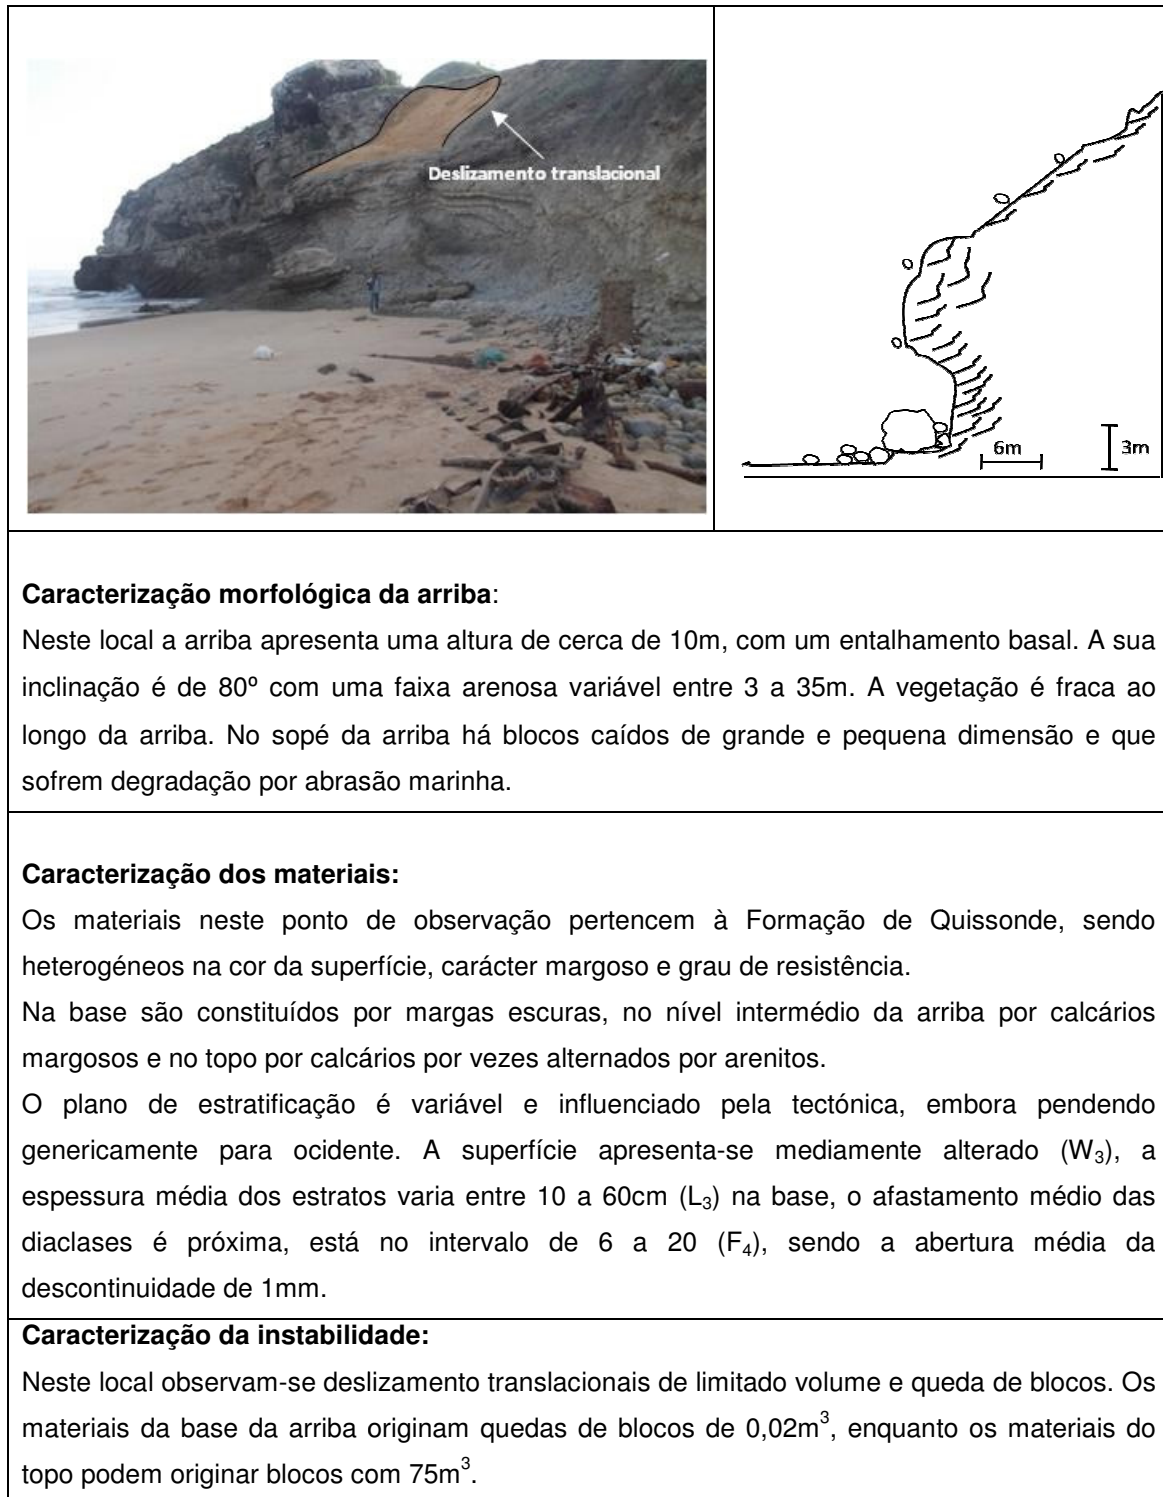 Deslizamento translacional
6m
3m
Caracterização morfológica da arriba:
Neste local a arriba apresenta uma altura de cerca de 10m, com um entalhamento basal. A sua
inclinação é de 80º com uma faixa arenosa variável entre 3 a 35m. A vegetação é fraca ao
longo da arriba. No sopé da arriba há blocos caídos de grande e pequena dimensão e que
sofrem degradação por abrasão marinha.
Caracterização dos materiais:
Os materiais neste ponto de observação pertencem à Formação de Quissonde, sendo
heterogéneos na cor da superfície, carácter margoso e grau de resistência.
Na base são constituídos por margas escuras, no nível intermédio da arriba por calcários
margosos e no topo por calcários por vezes alternados por arenitos.
O plano de estratificação é variável e influenciado pela tectónica, embora pendendo
genericamente para ocidente. A superfície apresenta-se mediamente alterado (W₃), a
espessura média dos estratos varia entre 10 a 60cm (L₃) na base, o afastamento médio das
diaclases é próxima, está no intervalo de 6 a 20 (F₄), sendo a abertura média da
descontinuidade de 1mm.
Caracterização da instabilidade:
Neste local observam-se deslizamento translacionais de limitado volume e queda de blocos. Os
materiais da base da arriba originam quedas de blocos de 0,02m³, enquanto os materiais do
topo podem originar blocos com 75m³.